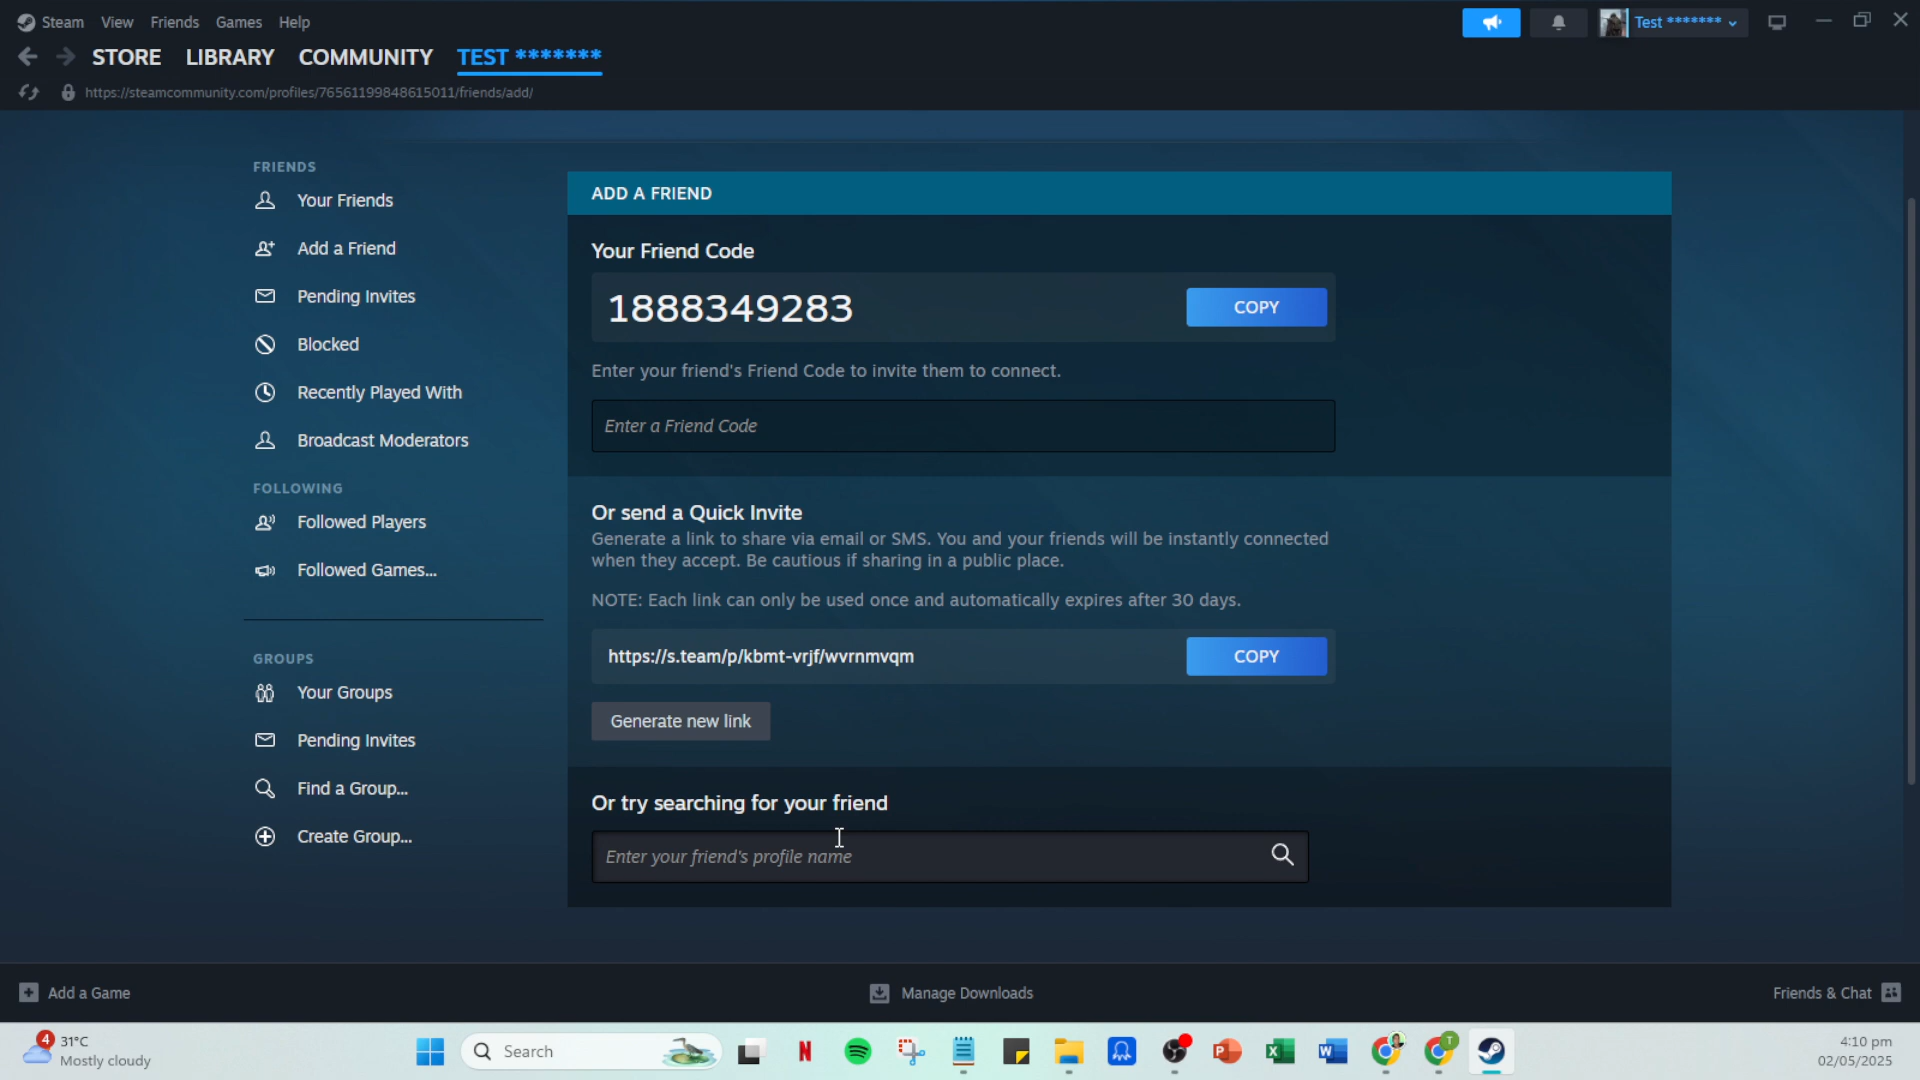 Steam View Friends Games Help
Test *******
STORE LIBRARY COMMUNITY TEST *******
https://steamcommunity.com/profiles/76561199848615011/friends/add/
FRIENDS
Your Friends
Add a Friend
Pending Invites
Blocked
Recently Played With
Broadcast Moderators
FOLLOWING
Followed Players
Followed Games...
GROUPS
Your Groups
Pending Invites
Find a Group...
Create Group...
ADD A FRIEND
Your Friend Code
1888349283 COPY
Enter your friend's Friend Code to invite them to connect.
Enter a Friend Code
Or send a Quick Invite
Generate a link to share via email or SMS. You and your friends will be instantly connected
when they accept. Be cautious if sharing in a public place.
NOTE: Each link can only be used once and automatically expires after 30 days.
https://s.team/p/kbmt-vrjf/wvrnmvqm COPY
Generate new link
Or try searching for your friend
Enter your friend's profile name
Add a Game Manage Downloads Friends & Chat
4 31°C
Mostly cloudy
Search
T
4:10 pm
02/05/2025